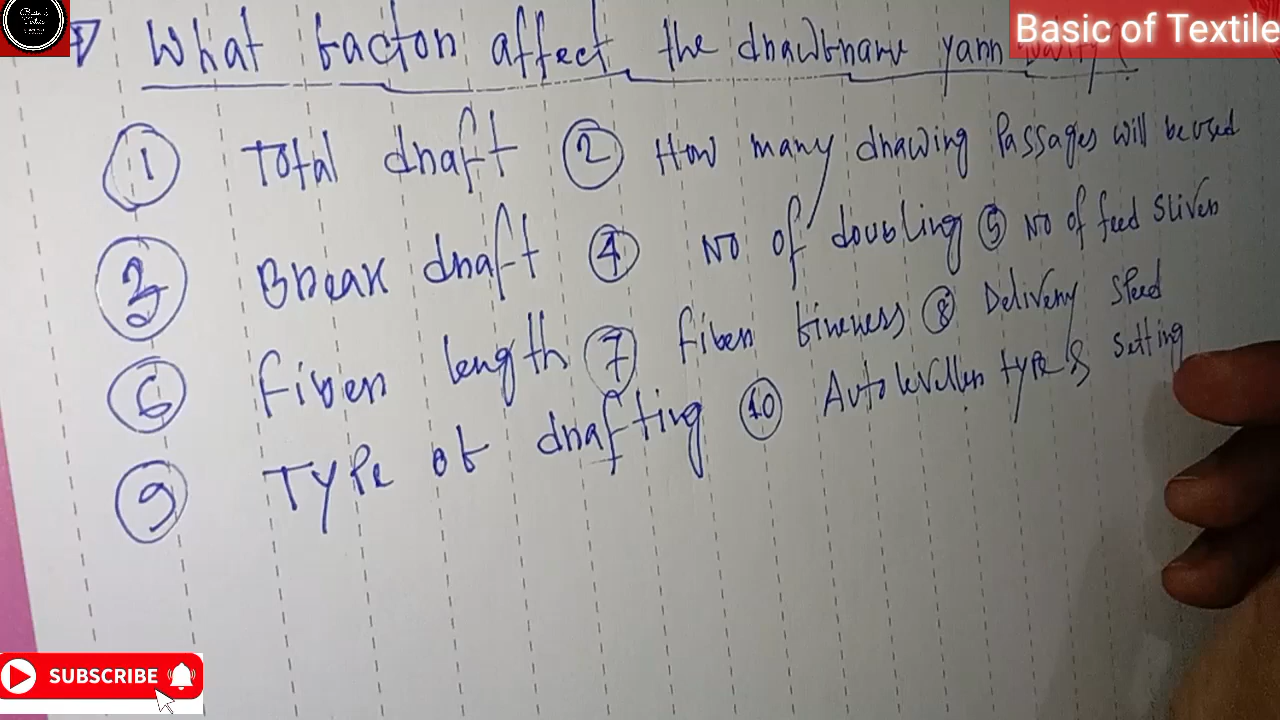 Basic of Textile
What factor affect the drawframe yarn quality?
① Total draft ② How many drawing Passages will be used
③ Break draft ④ No of doubling ⑤ No of feed Sliver
⑥ Fiber length ⑦ Fiber fineness ⑧ Delivery speed
⑨ Type of drafting ⑩ Autoleveller type & setting
SUBSCRIBE